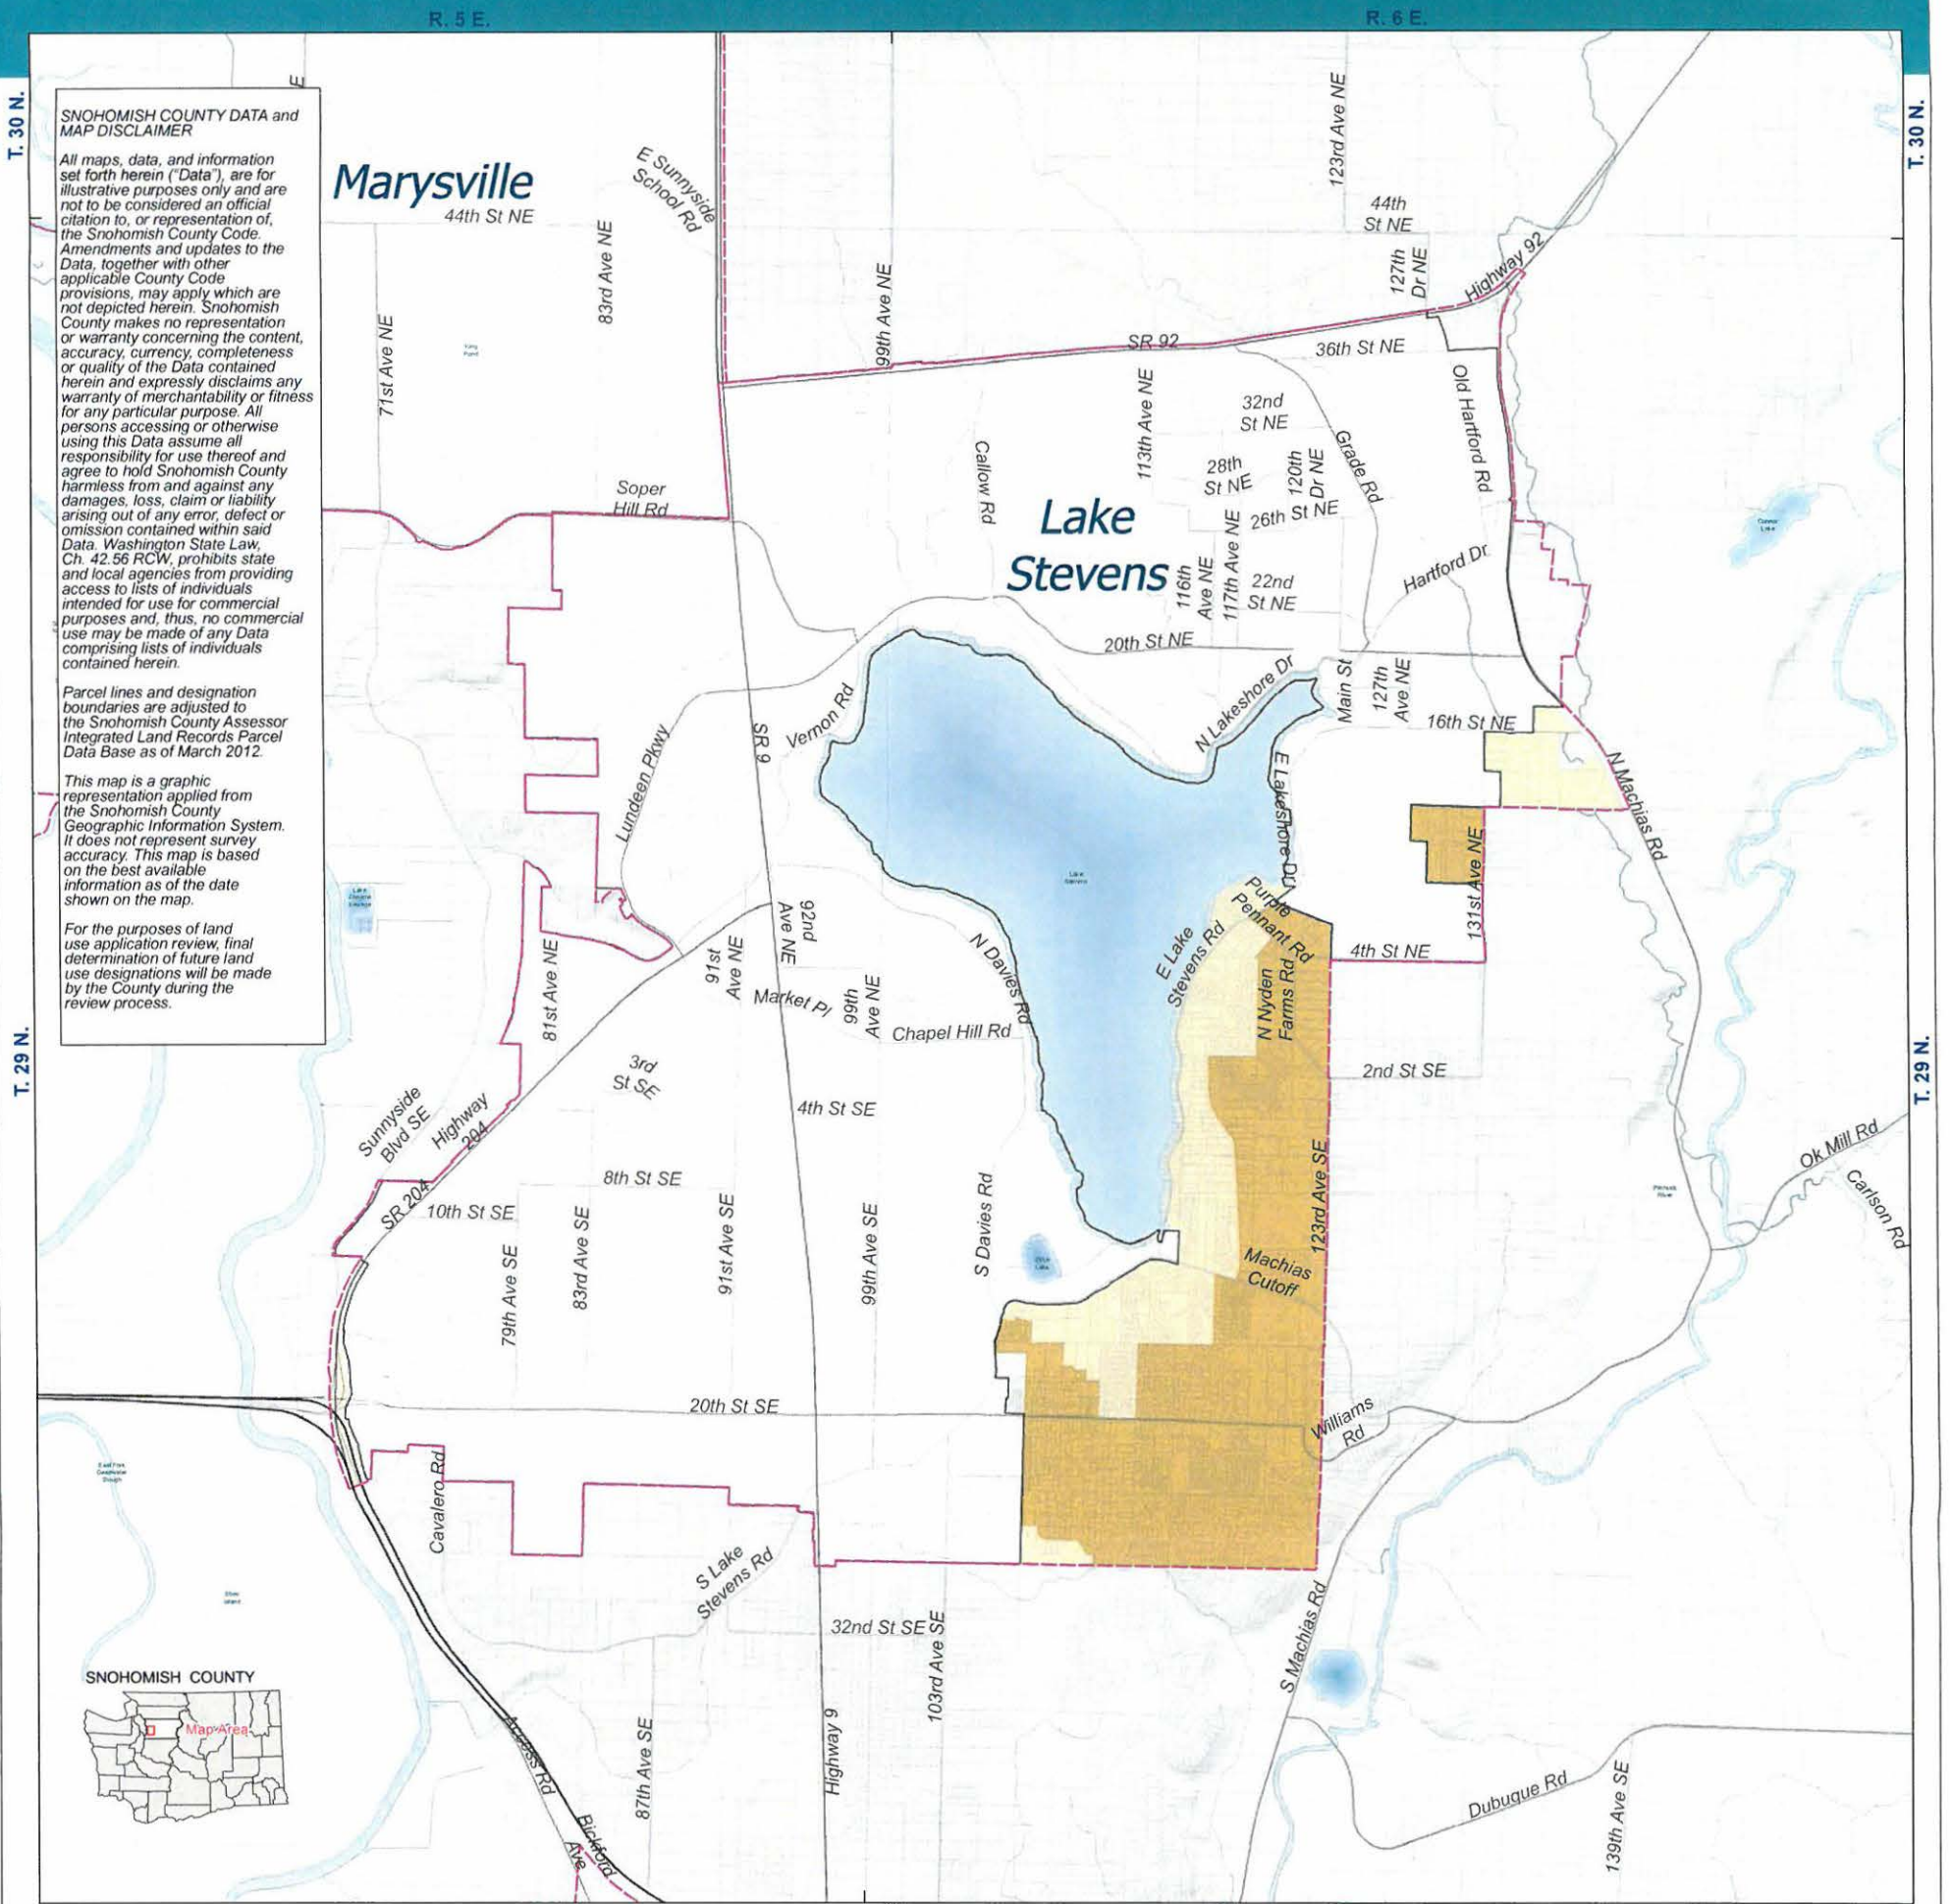 R. 5 E.
R. 6 E.
T. 30 N.
T. 30 N.
T. 29 N.
T. 29 N.
SNOHOMISH COUNTY DATA and
MAP DISCLAIMER
All maps, data, and information
set forth herein ("Data"), are for
illustrative purposes only and are
not to be considered an official
citation to, or representation of,
the Snohomish County Code.
Amendments and updates to the
Data, together with other
applicable County Code
provisions, may apply which are
not depicted herein. Snohomish
County makes no representation
or warranty concerning the content,
accuracy, currency, completeness
or quality of the Data contained
herein and expressly disclaims any
warranty of merchantability or fitness
for any particular purpose. All
persons accessing or otherwise
using this Data assume all
responsibility for use thereof and
agree to hold Snohomish County
harmless from and against any
damages, loss, claim or liability
arising out of any error, defect or
omission contained within said
Data. Washington State Law,
Ch. 42.56 RCW, prohibits state
and local agencies from providing
access to lists of individuals
intended for use for commercial
purposes and, thus, no commercial
use may be made of any Data
comprising lists of individuals
contained herein.
Parcel lines and designation
boundaries are adjusted to
the Snohomish County Assessor
Integrated Land Records Parcel
Data Base as of March 2012.
This map is a graphic
representation applied from
the Snohomish County
Geographic Information System.
It does not represent survey
accuracy. This map is based
on the best available
information as of the date
shown on the map.
For the purposes of land
use application review, final
determination of future land
use designations will be made
by the County during the
review process.
E
Marysville
44th St NE
E Sunnyside
School Rd
83rd Ave NE
71st Ave NE
99th Ave NE
123rd Ave NE
44th
St NE
127th
Dr NE
Highway 92
SR 92
36th St NE
Old Hartford Rd
113th Ave NE
32nd
St NE
Grade Rd
28th
St NE
120th
Dr NE
26th St NE
Callow Rd
Soper
Hill Rd
Lake
Stevens
116th
Ave NE
117th Ave NE
22nd
St NE
Hartford Dr
20th St NE
N Lakeshore Dr
Main St
127th
Ave NE
16th St NE
N Machias Rd
Vernon Rd
SR 9
Lundeen Pkwy
E Lakeshore Dr
Lake
Stevens
131st Ave NE
Purple
Pennant Rd
4th St NE
E Lake
Stevens Rd
N Nyden
Farms Rd
N Davies Rd
92nd
Ave NE
91st
Ave NE
81st Ave NE
Market Pl
99th
Ave NE
Chapel Hill Rd
3rd
St SE
2nd St SE
4th St SE
Sunnyside
Blvd SE
Highway
204
SR 204
8th St SE
10th St SE
79th Ave SE
83rd Ave SE
91st Ave SE
99th Ave SE
S Davies Rd
123rd Ave SE
Machias
Cutoff
Ok Mill Rd
Carlson Rd
20th St SE
Williams
Rd
Cavalero Rd
S Lake
Stevens Rd
32nd St SE
103rd Ave SE
S Machias Rd
Highway 9
87th Ave SE
Access Rd
Bickford
Ave
Dubuque Rd
139th Ave SE
SNOHOMISH COUNTY
Map Area